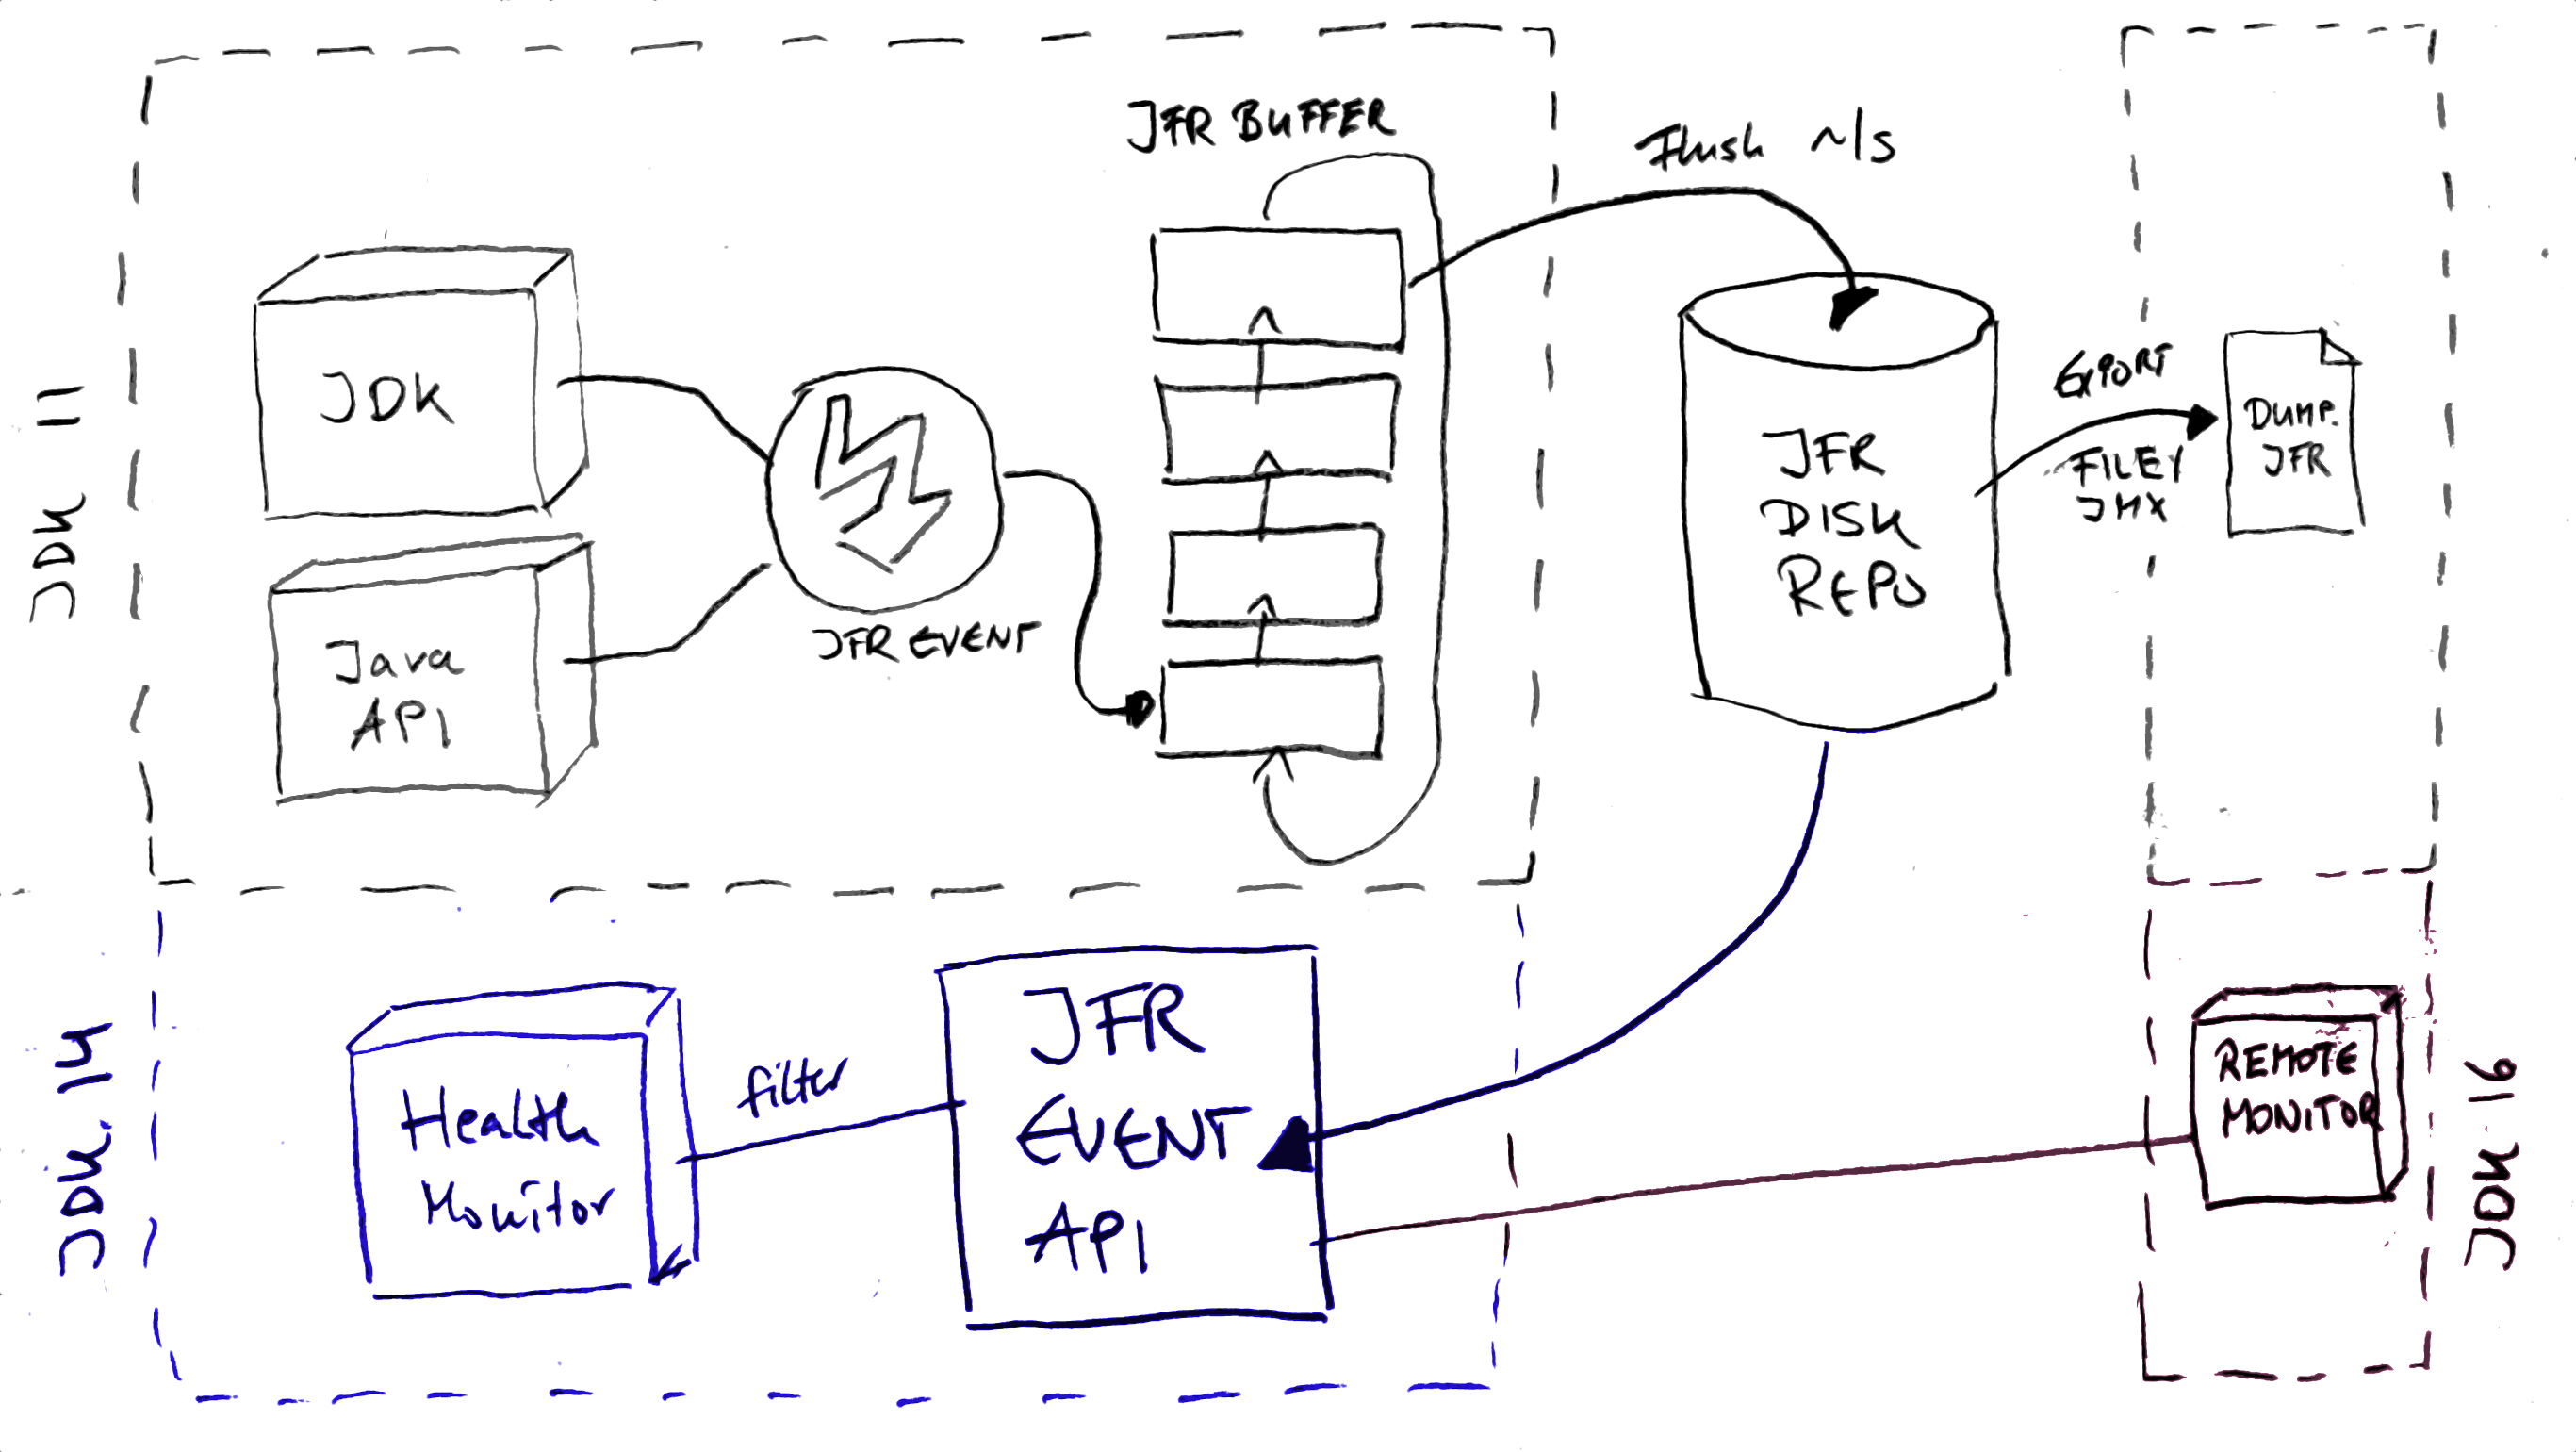 JFR BUFFER
Flush ~1s
JDK 11
JDK
Java
API
JFR EVENT
JFR
DISK
REPO
EXPORT
FILE/
JMX
DUMP.
JFR
JDK 14
Health
Monitor
filter
JFR
EVENT
API
REMOTE
MONITOR
JDK 16